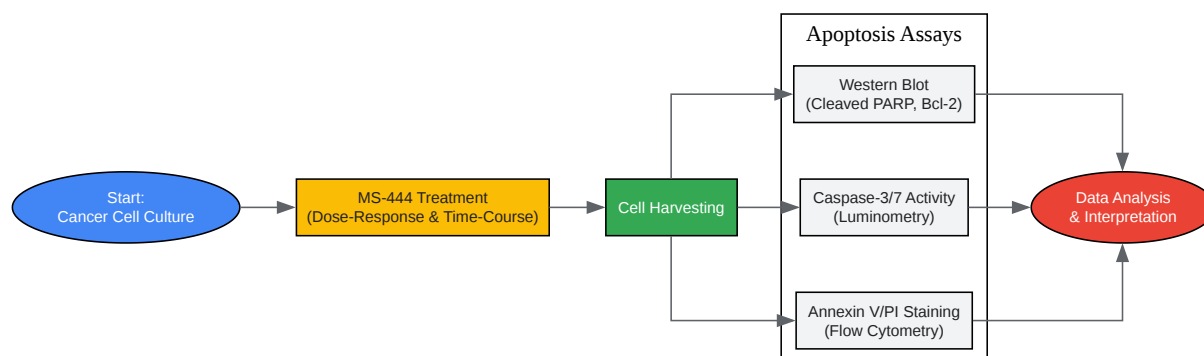 Start:
Cancer Cell Culture
MS-444 Treatment
(Dose-Response & Time-Course)
Cell Harvesting
Apoptosis Assays
Western Blot
(Cleaved PARP, Bcl-2)
Caspase-3/7 Activity
(Luminometry)
Annexin V/PI Staining
(Flow Cytometry)
Data Analysis
& Interpretation